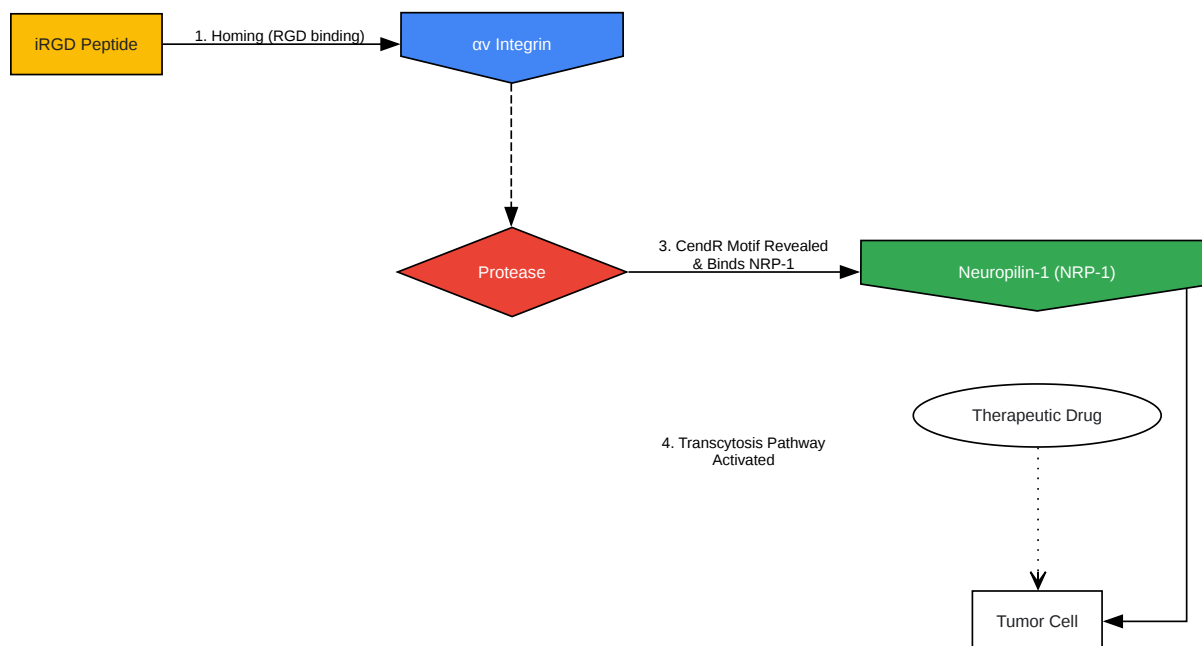 iRGD Peptide
1. Homing (RGD binding)
αv Integrin
Protease
3. CendR Motif Revealed
& Binds NRP-1
Neuropilin-1 (NRP-1)
Therapeutic Drug
4. Transcytosis Pathway
Activated
Tumor Cell